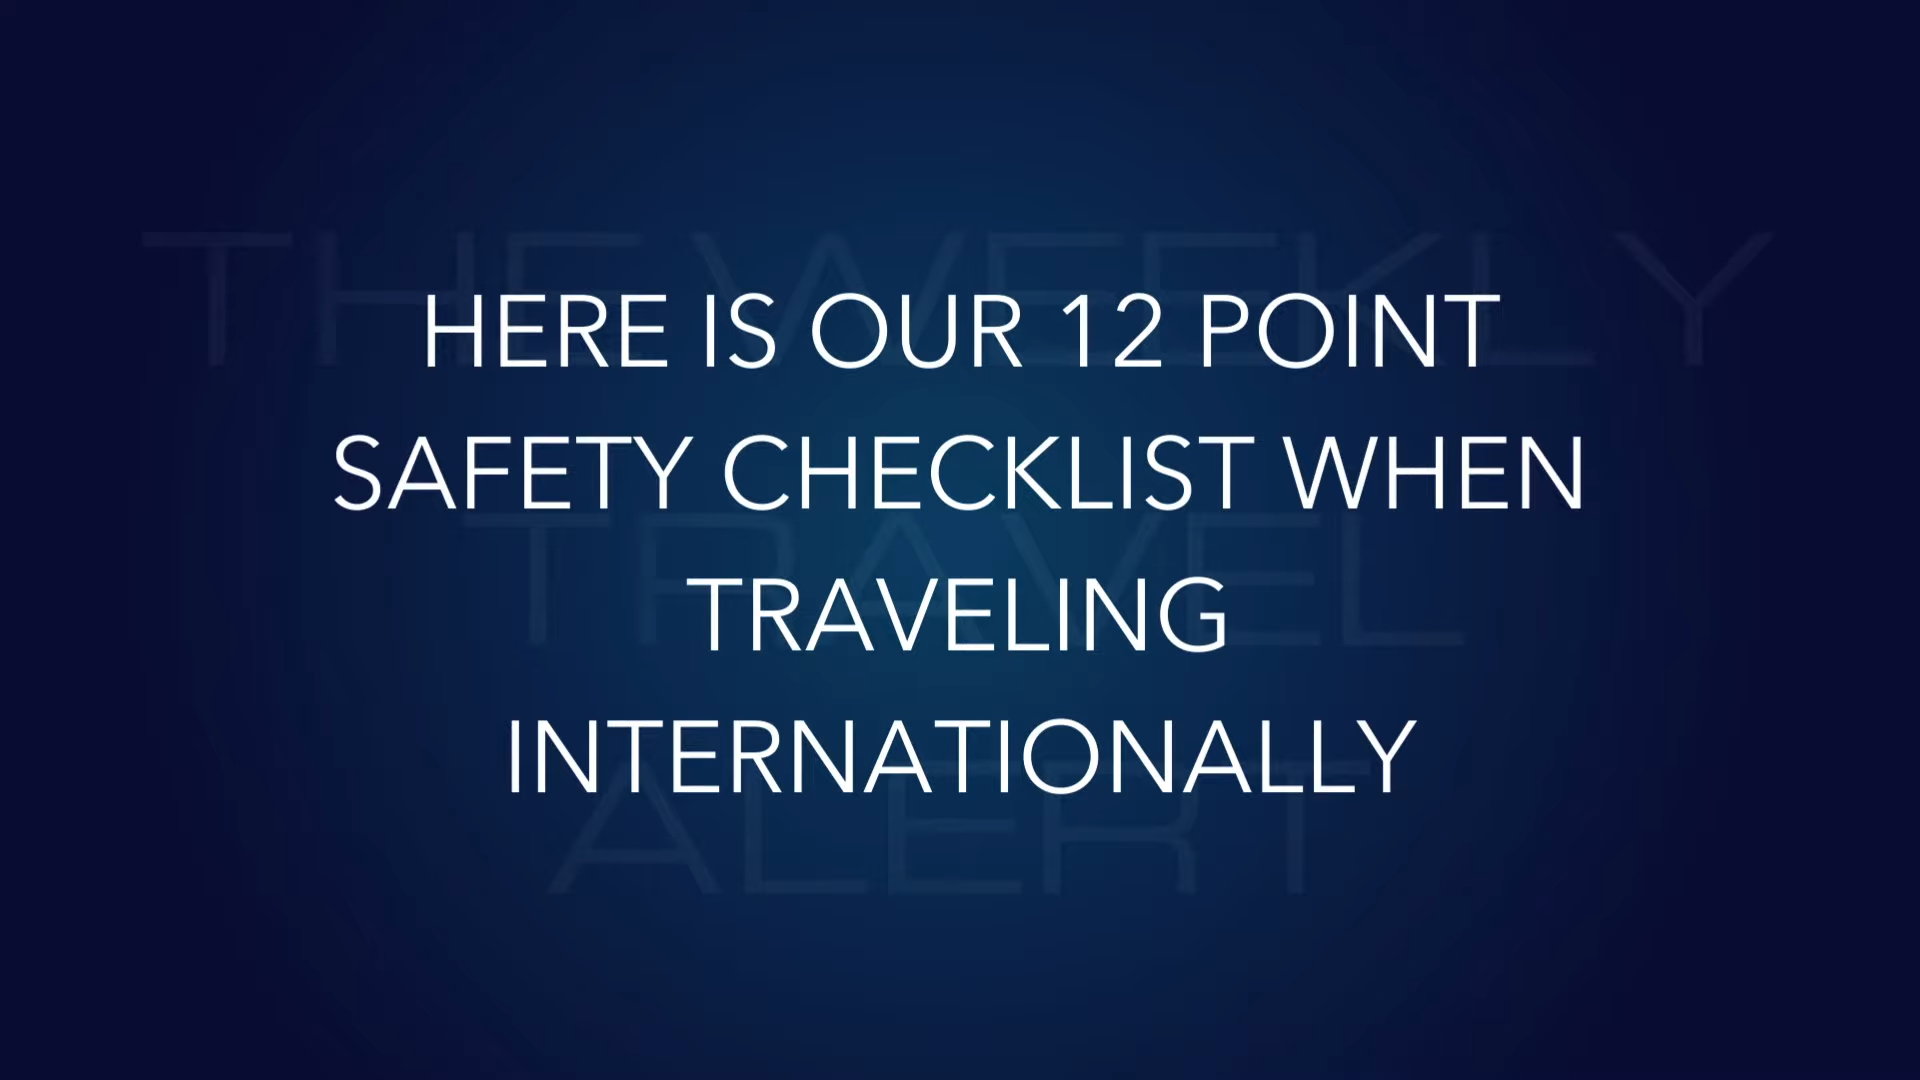 THE WEEKLY
HERE IS OUR 12 POINT
SAFETY CHECKLIST WHEN
TRAVEL
TRAVELING
INTERNATIONALLY
ALERT